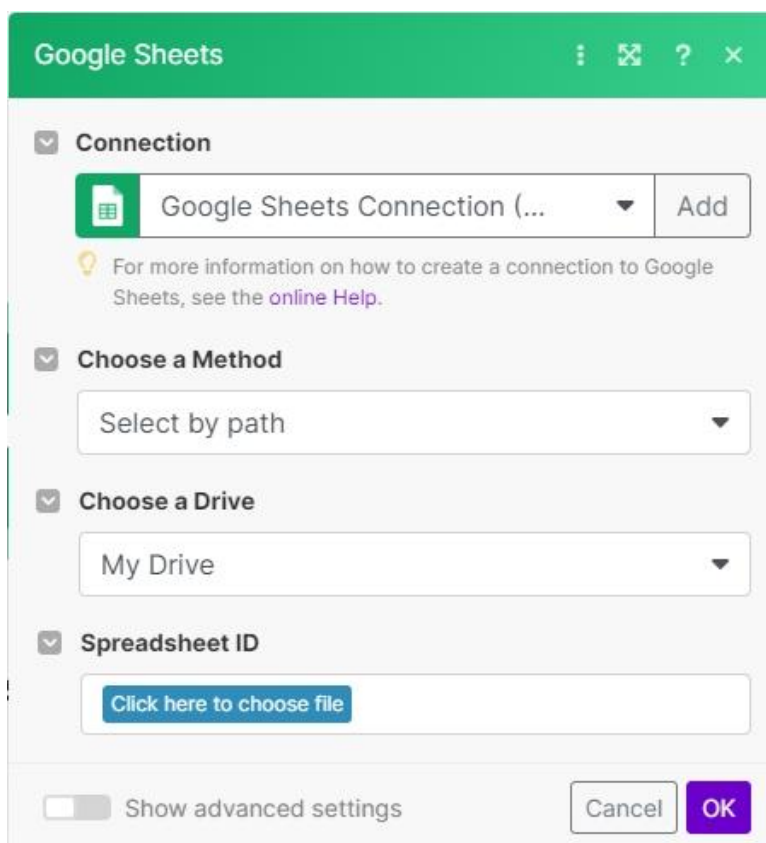 Google Sheets ?
Connection
Google Sheets Connection (... Add
For more information on how to create a connection to Google
Sheets, see the online Help.
Choose a Method
Select by path
Choose a Drive
My Drive
Spreadsheet ID
Click here to choose file
Show advanced settings Cancel OK